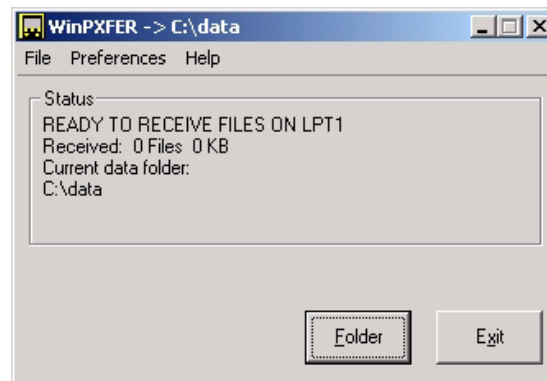 WinPXFER -> C:\data
File Preferences Help
Status
READY TO RECEIVE FILES ON LPT1
Received: 0 Files 0 KB
Current data folder:
C:\data
Folder Exit